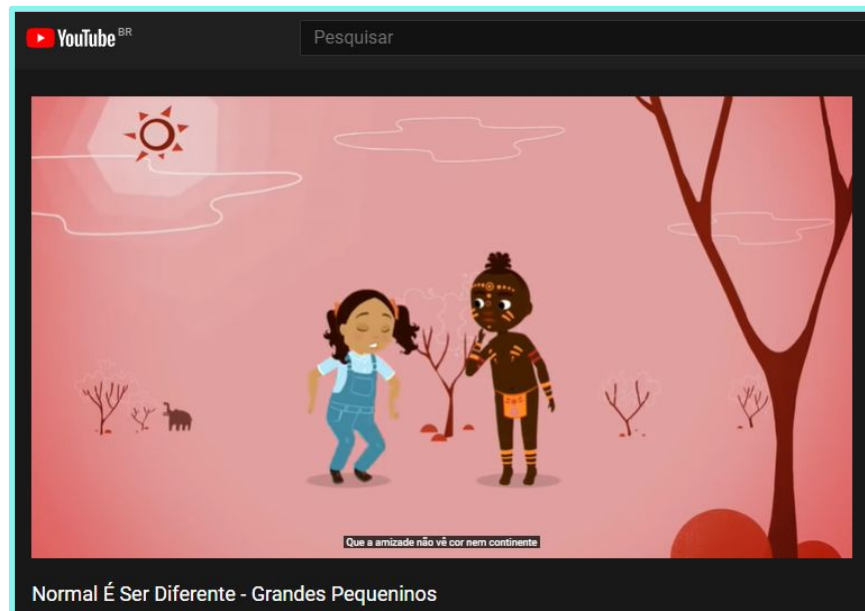 YouTube BR
Pesquisar
Que a amizade não vê cor nem continente
Normal É Ser Diferente - Grandes Pequeninos